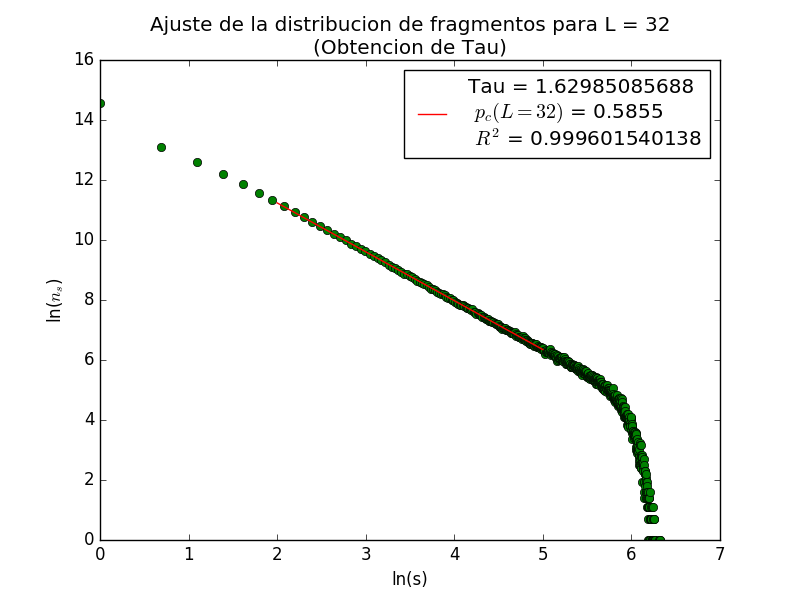 Ajuste de la distribucion de fragmentos para L = 32
(Obtencion de Tau)
Tau = 1.62985085688
p_c(L = 32) = 0.5855
R^2 = 0.999601540138
16
14
12
10
8
6
4
2
0
ln(n_s)
0 1 2 3 4 5 6 7
ln(s)